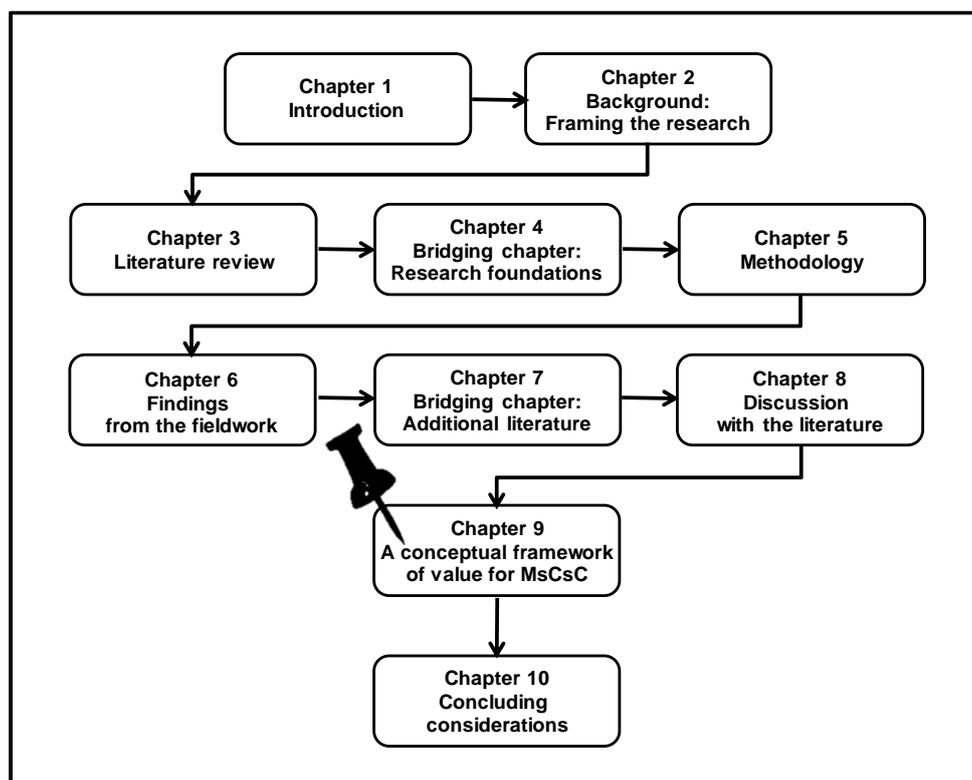 Chapter 1
Introduction
Chapter 2
Background:
Framing the research
Chapter 3
Literature review
Chapter 4
Bridging chapter:
Research foundations
Chapter 5
Methodology
Chapter 6
Findings
from the fieldwork
Chapter 7
Bridging chapter:
Additional literature
Chapter 8
Discussion
with the literature
Chapter 9
A conceptual framework
of value for MsCsC
Chapter 10
Concluding
considerations